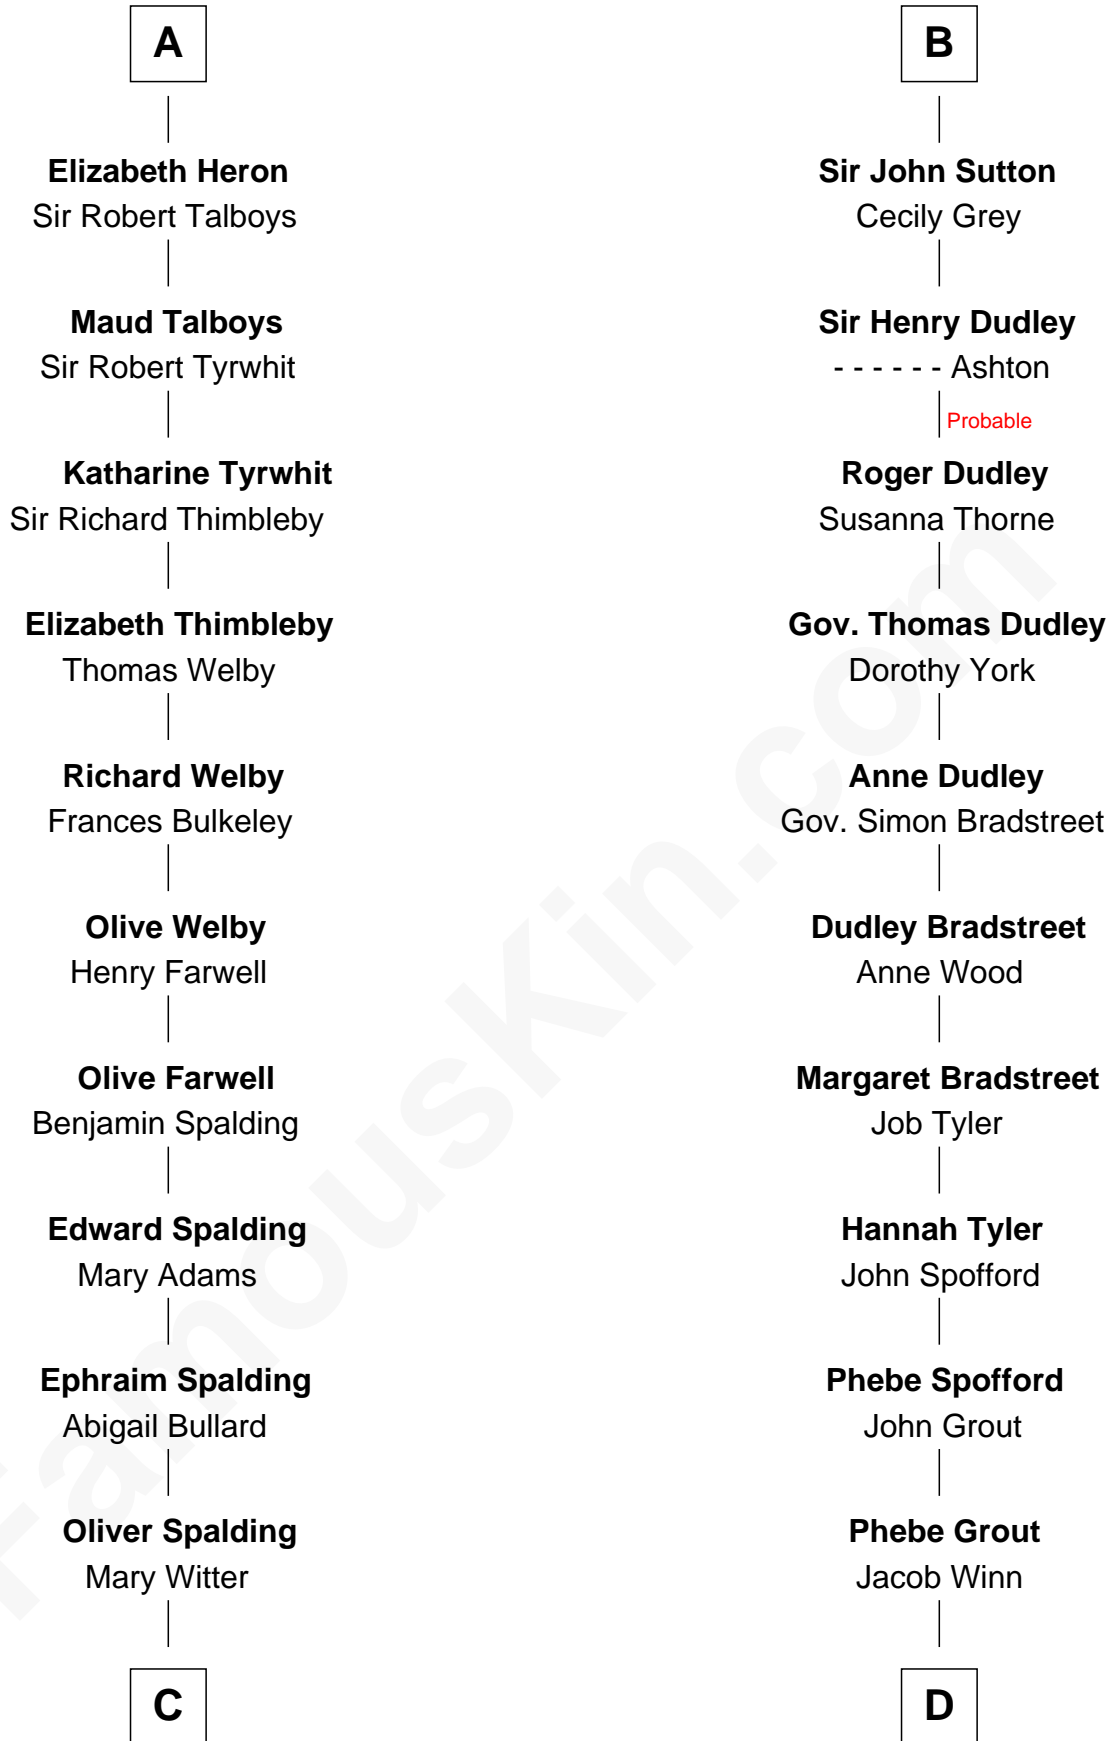 A
Elizabeth Heron
Sir Robert Talboys
Maud Talboys
Sir Robert Tyrwhit
Katharine Tyrwhit
Sir Richard Thimbleby
Elizabeth Thimbleby
Thomas Welby
Richard Welby
Frances Bulkeley
Olive Welby
Henry Farwell
Olive Farwell
Benjamin Spalding
Edward Spalding
Mary Adams
Ephraim Spalding
Abigail Bullard
Oliver Spalding
Mary Witter
C
B
Sir John Sutton
Cecily Grey
Sir Henry Dudley
- - - - - - Ashton
Probable
Roger Dudley
Susanna Thorne
Gov. Thomas Dudley
Dorothy York
Anne Dudley
Gov. Simon Bradstreet
Dudley Bradstreet
Anne Wood
Margaret Bradstreet
Job Tyler
Hannah Tyler
John Spofford
Phebe Spofford
John Grout
Phebe Grout
Jacob Winn
D
FamousKin.com